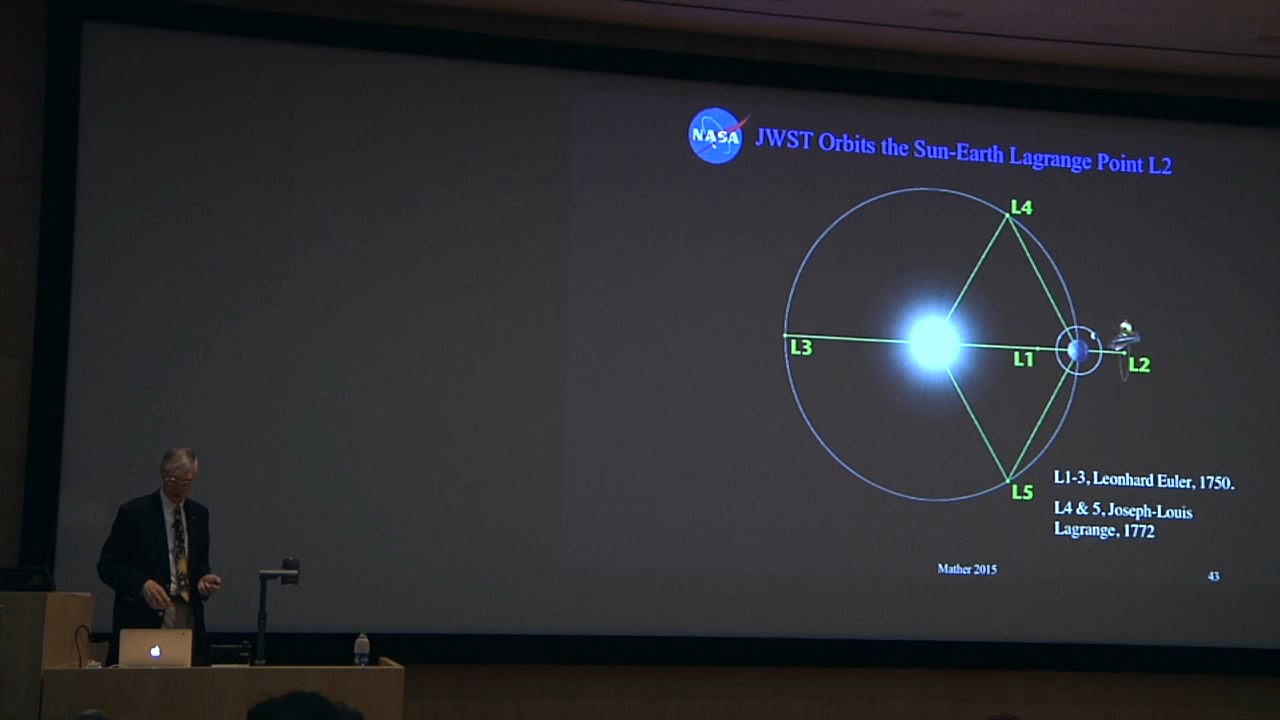 NASA
JWST Orbits the Sun-Earth Lagrange Point L2
L4
L3
L1
L2
L5
L1-3, Leonhard Euler, 1750.
L4 & 5, Joseph-Louis
Lagrange, 1772
Mather 2015
43